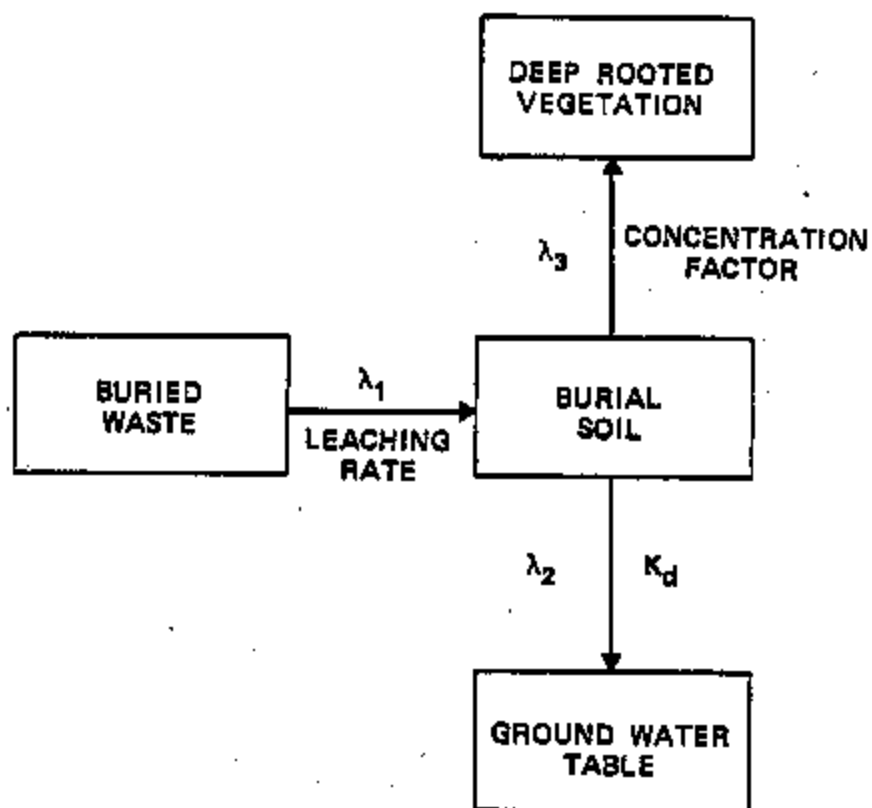 DEEP ROOTED
VEGETATION
λ3
CONCENTRATION
FACTOR
BURIED
WASTE
λ1
LEACHING
RATE
BURIAL
SOIL
λ2
Kd
GROUND WATER
TABLE